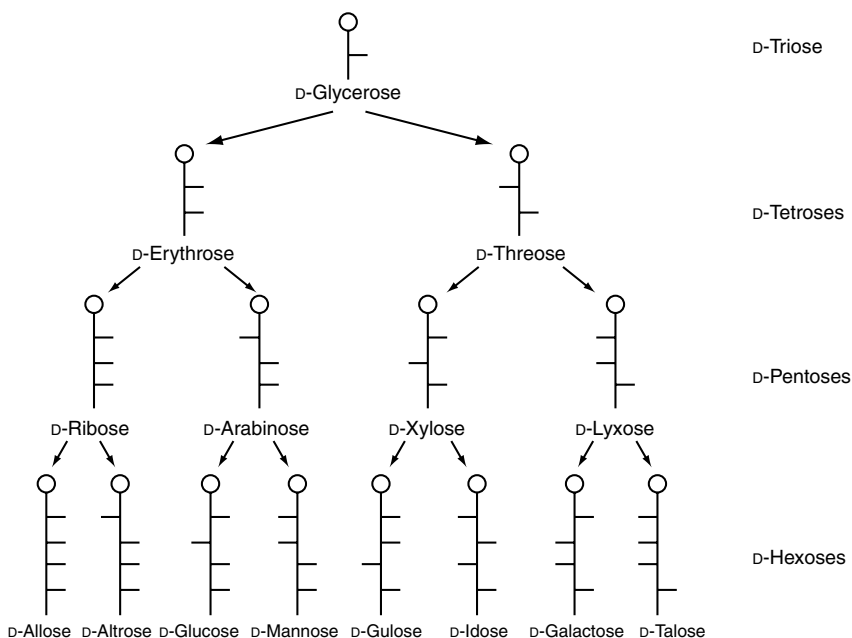 D-Triose
D-Glycerose
D-Tetroses
D-Erythrose D-Threose
D-Pentoses
D-Ribose D-Arabinose D-Xylose D-Lyxose
D-Hexoses
D-Allose D-Altrose D-Glucose D-Mannose D-Gulose D-Idose D-Galactose D-Talose